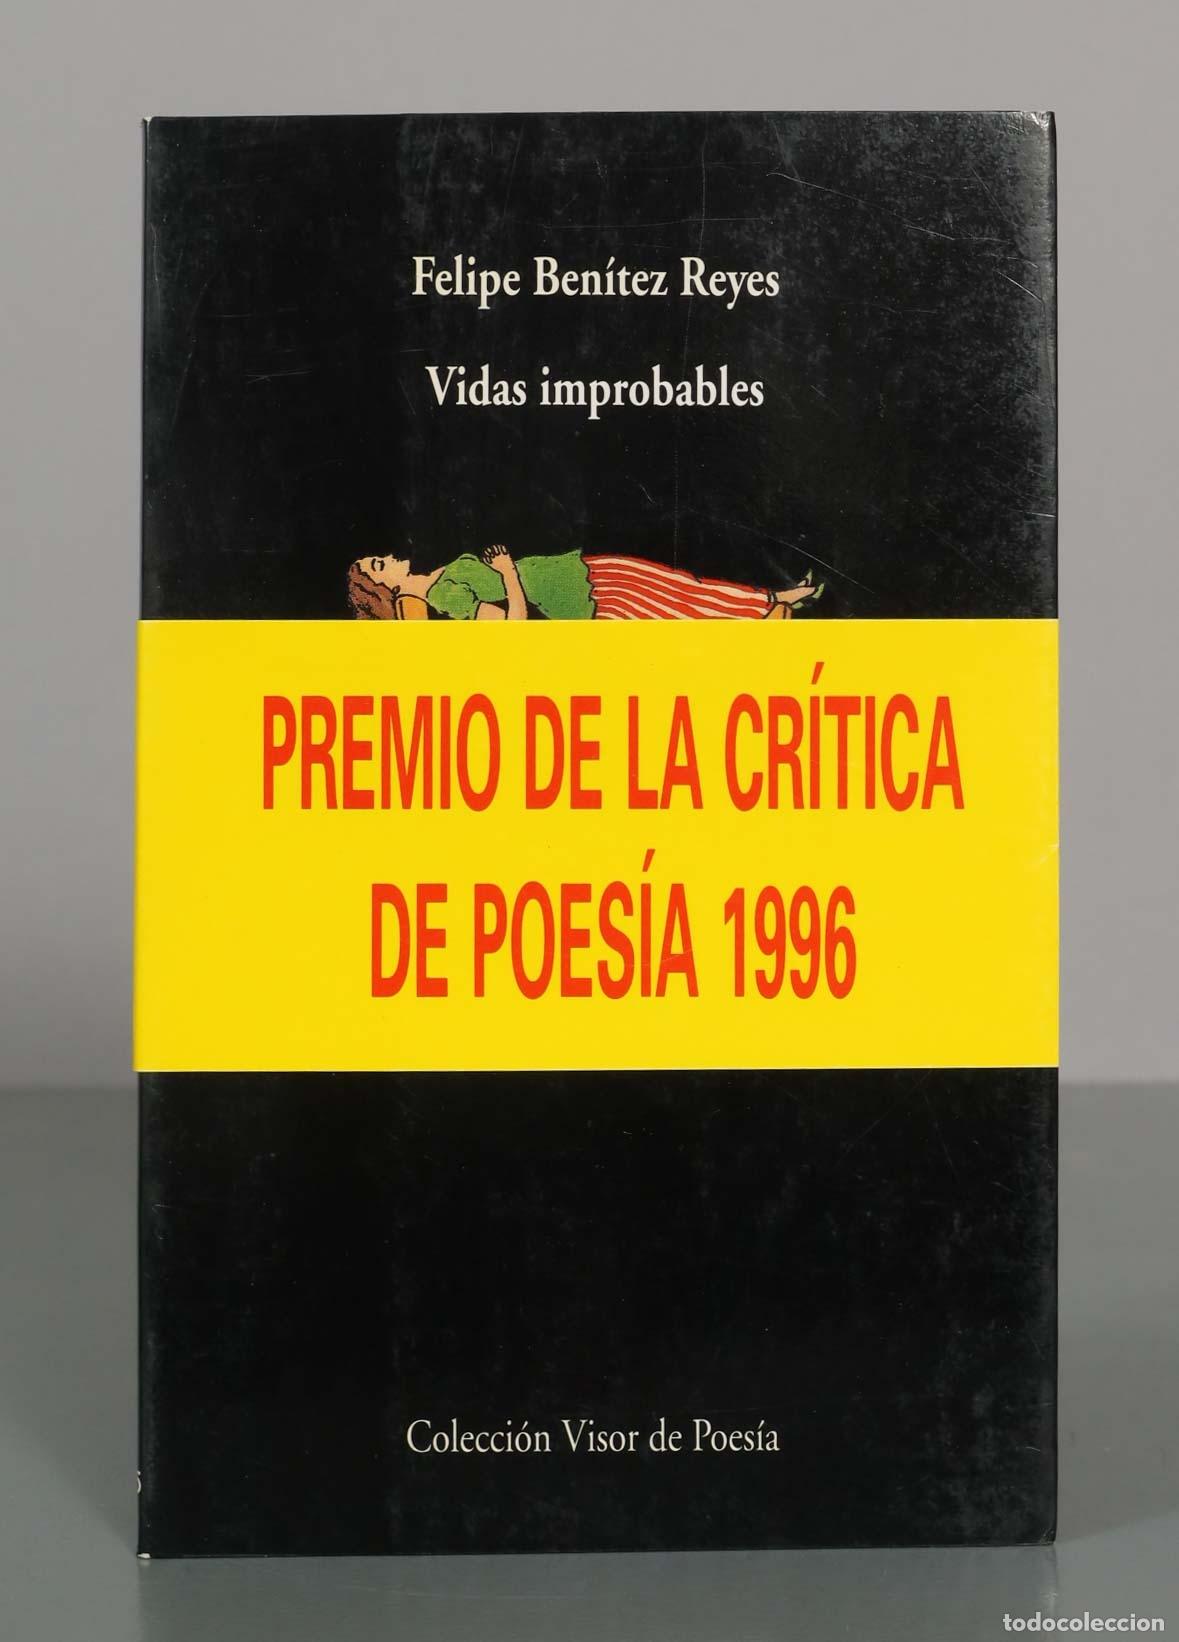 Felipe Benítez Reyes
Vidas improbables
PREMIO DE LA CRÍTICA
DE POESÍA 1996
Colección Visor de Poesía
todocoleccion